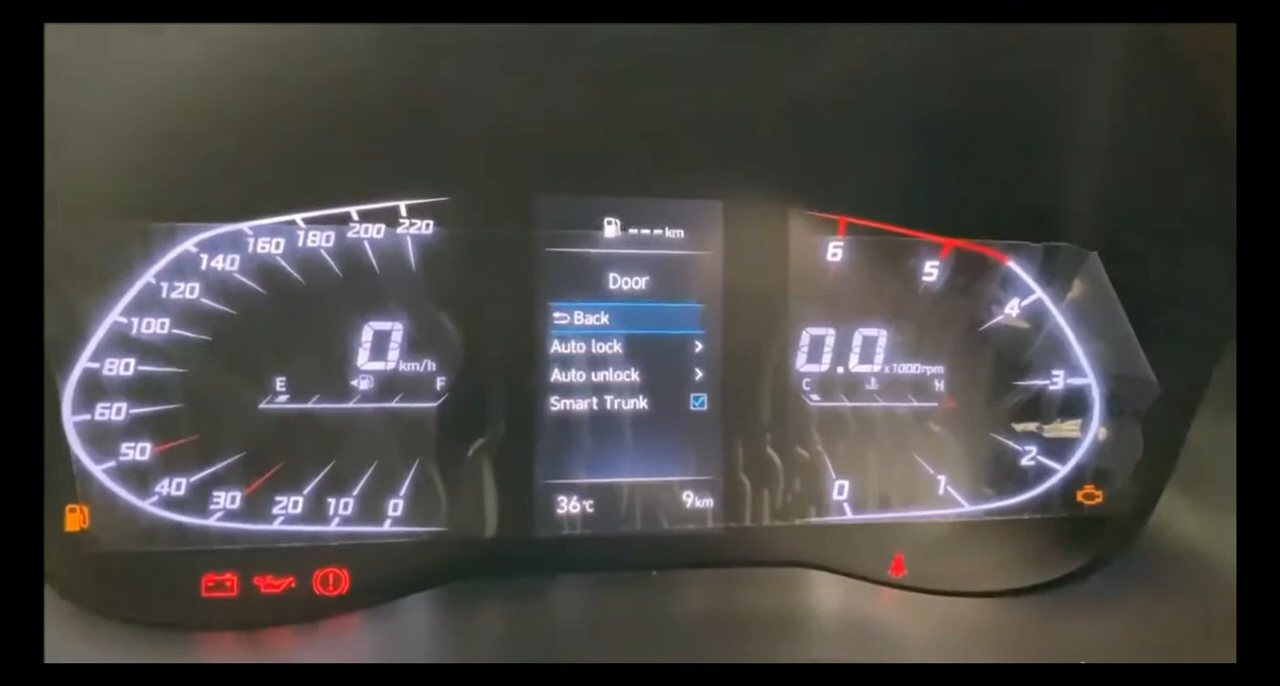 220
200
180
160
140
120
100
80
60
50
40
30
20
10
0
0 km/h
E F
--- km
Door
Back
Auto lock >
Auto unlock >
Smart Trunk
36℃ 9km
6
5
4
3
2
1
0
0.0 x1000rpm
C H